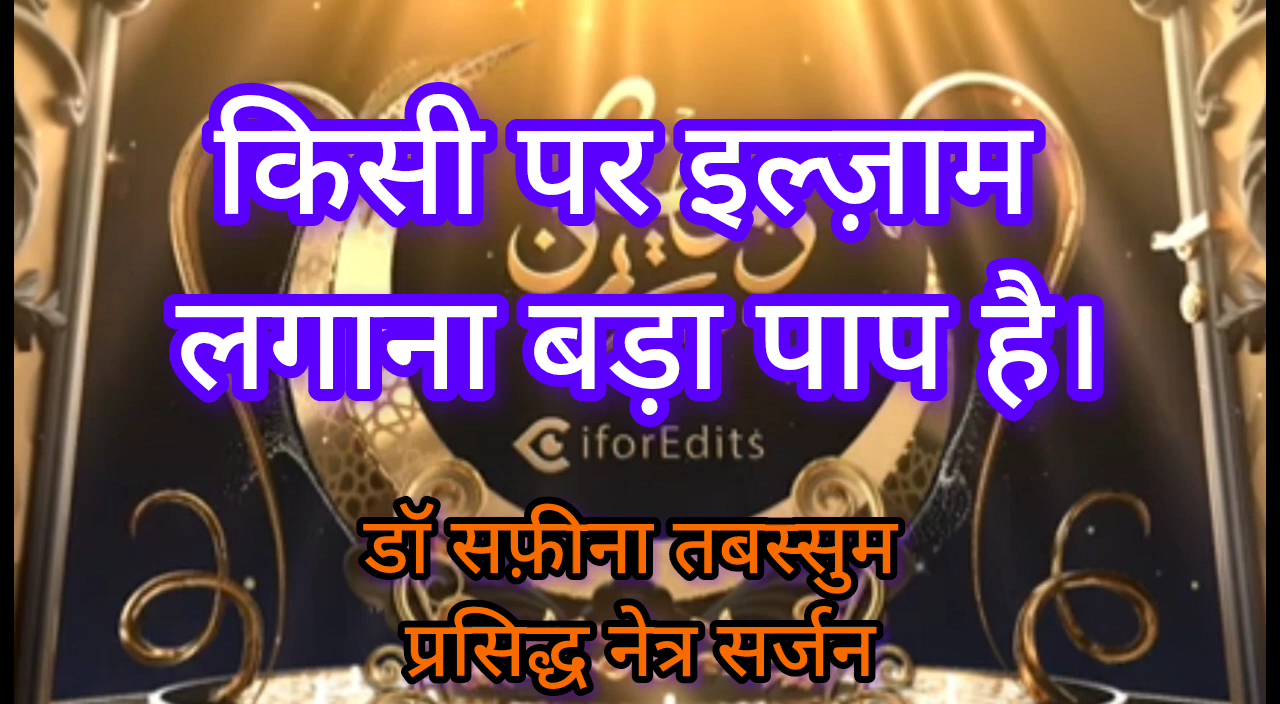 किसी पर इल्ज़ाम
लगाना बड़ा पाप है।
iforEdits
डॉ सफ़ीना तबस्सुम
प्रसिद्ध नेत्र सर्जन